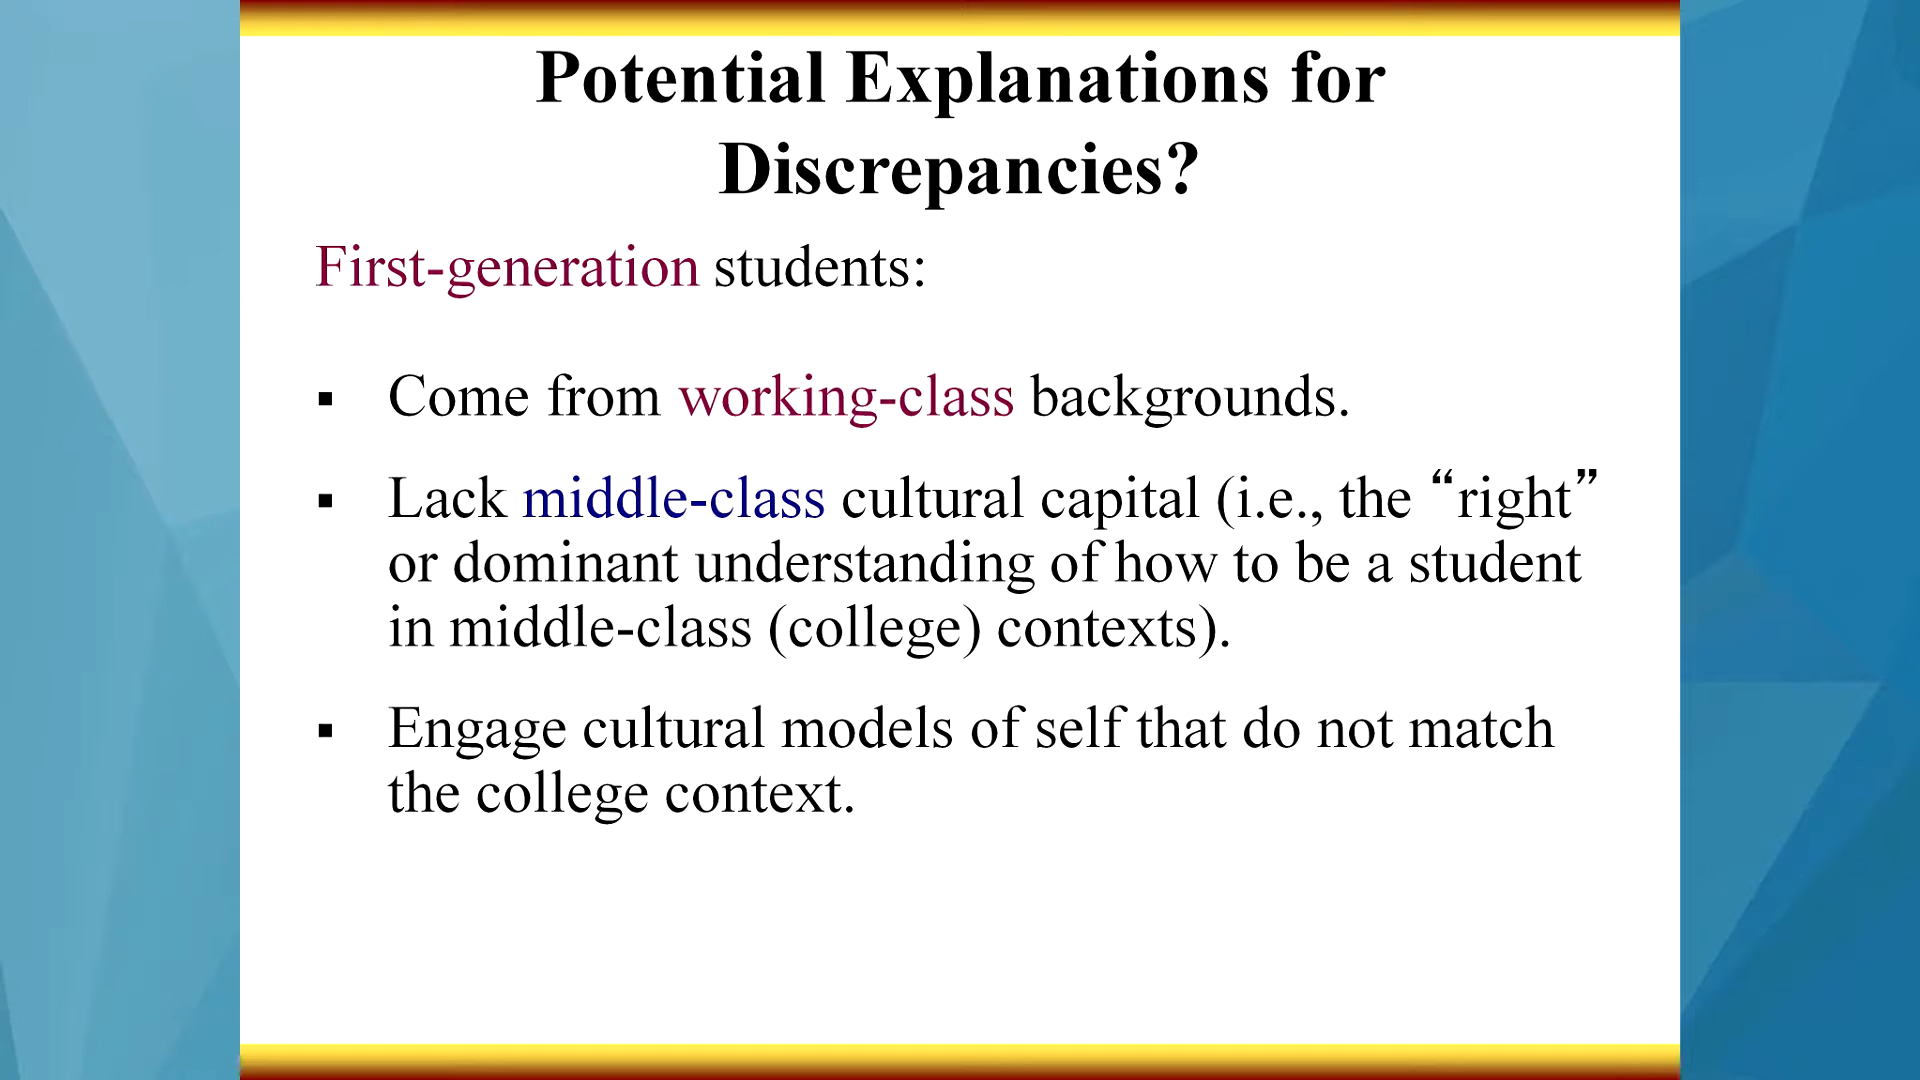 Potential Explanations for
Discrepancies?
First-generation students:
▪ Come from working-class backgrounds.
▪ Lack middle-class cultural capital (i.e., the “right”
or dominant understanding of how to be a student
in middle-class (college) contexts).
▪ Engage cultural models of self that do not match
the college context.